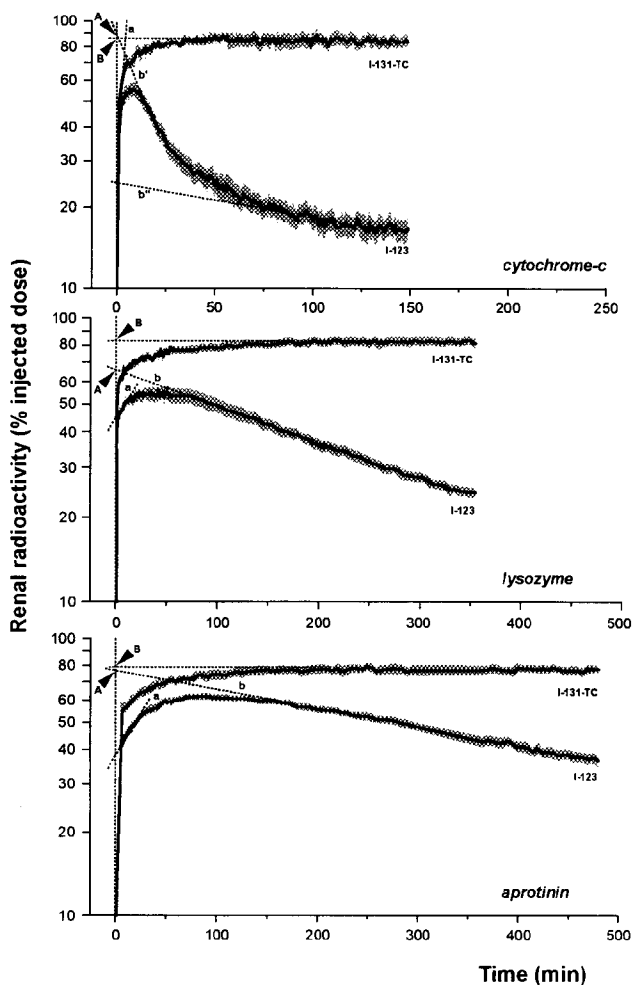 Renal radioactivity (% injected dose)
100
80
60
40
30
20
10
A
B
a
b'
b"
I-131-TC
I-123
cytochrome-c
0
50
100
150
200
250
100
80
60
50
40
30
20
10
B
A
a
b
I-131-TC
I-123
lysozyme
0
100
200
300
400
500
100
80
60
50
40
30
20
10
B
A
a
b
I-131-TC
I-123
aprotinin
0
100
200
300
400
500
Time (min)